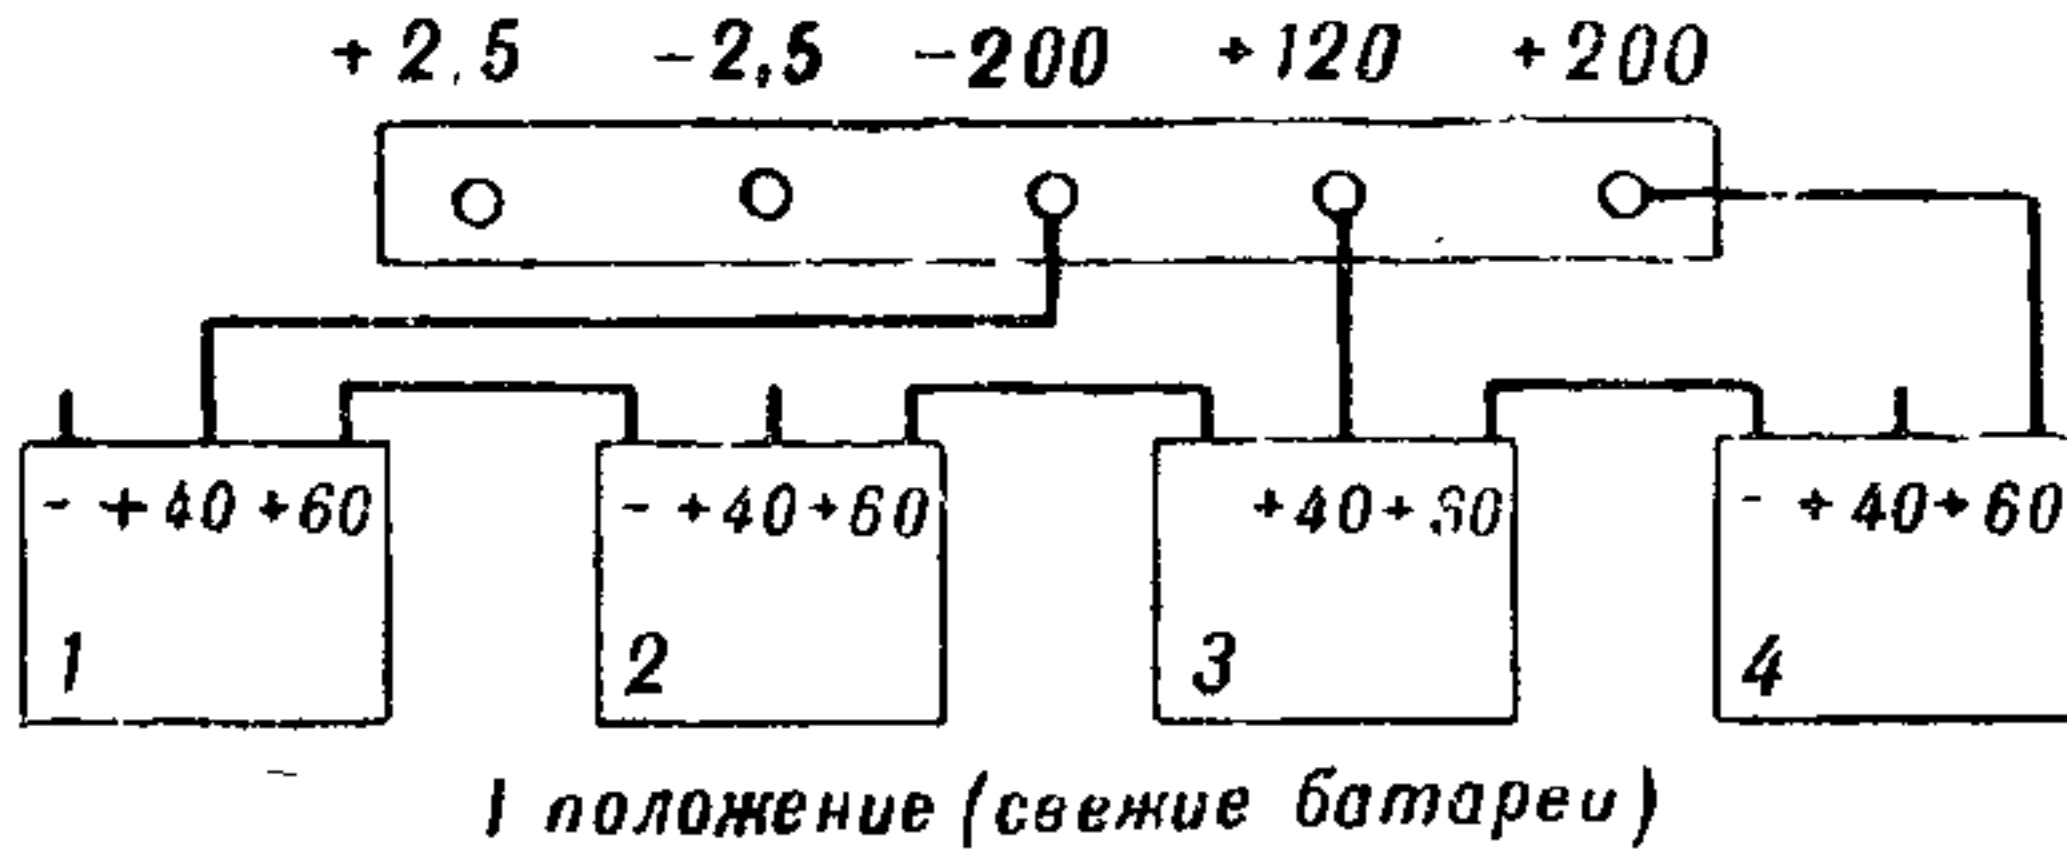 + 2,5 -2,5 -200 +120 +200
- +40 +60 - +40 +60 +40 +60 - +40 +60
1 2 3 4
I положение (свежие батареи)